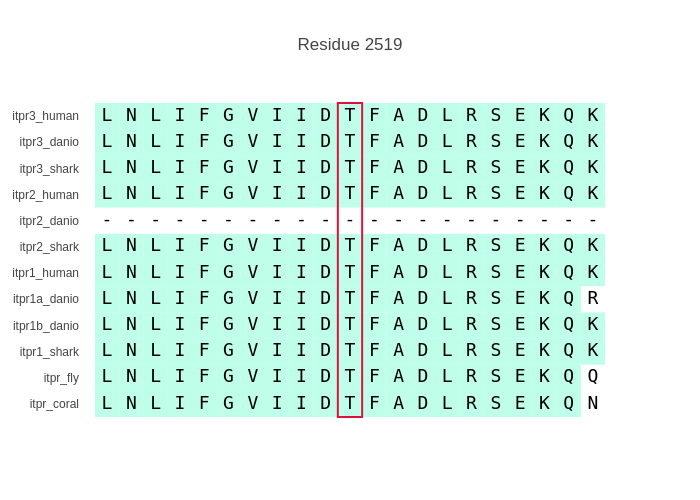 Residue 2519
itpr3_human L N L I F G V I I D T F A D L R S E K Q K
itpr3_danio L N L I F G V I I D T F A D L R S E K Q K
itpr3_shark L N L I F G V I I D T F A D L R S E K Q K
itpr2_human L N L I F G V I I D T F A D L R S E K Q K
itpr2_danio - - - - - - - - - - - - - - - - - - - - -
itpr2_shark L N L I F G V I I D T F A D L R S E K Q K
itpr1_human L N L I F G V I I D T F A D L R S E K Q K
itpr1a_danio L N L I F G V I I D T F A D L R S E K Q R
itpr1b_danio L N L I F G V I I D T F A D L R S E K Q K
itpr1_shark L N L I F G V I I D T F A D L R S E K Q K
itpr_fly L N L I F G V I I D T F A D L R S E K Q Q
itpr_coral L N L I F G V I I D T F A D L R S E K Q N